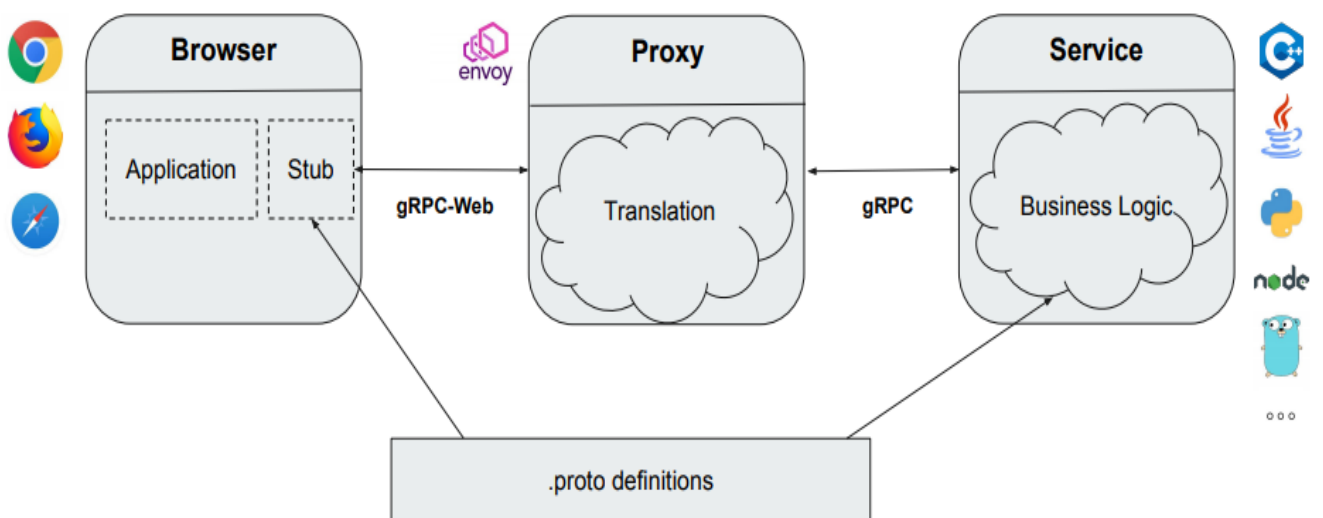 Browser
envoy
Proxy
Service
C++
Application
Stub
gRPC-Web
Translation
gRPC
Business Logic
node
.proto definitions